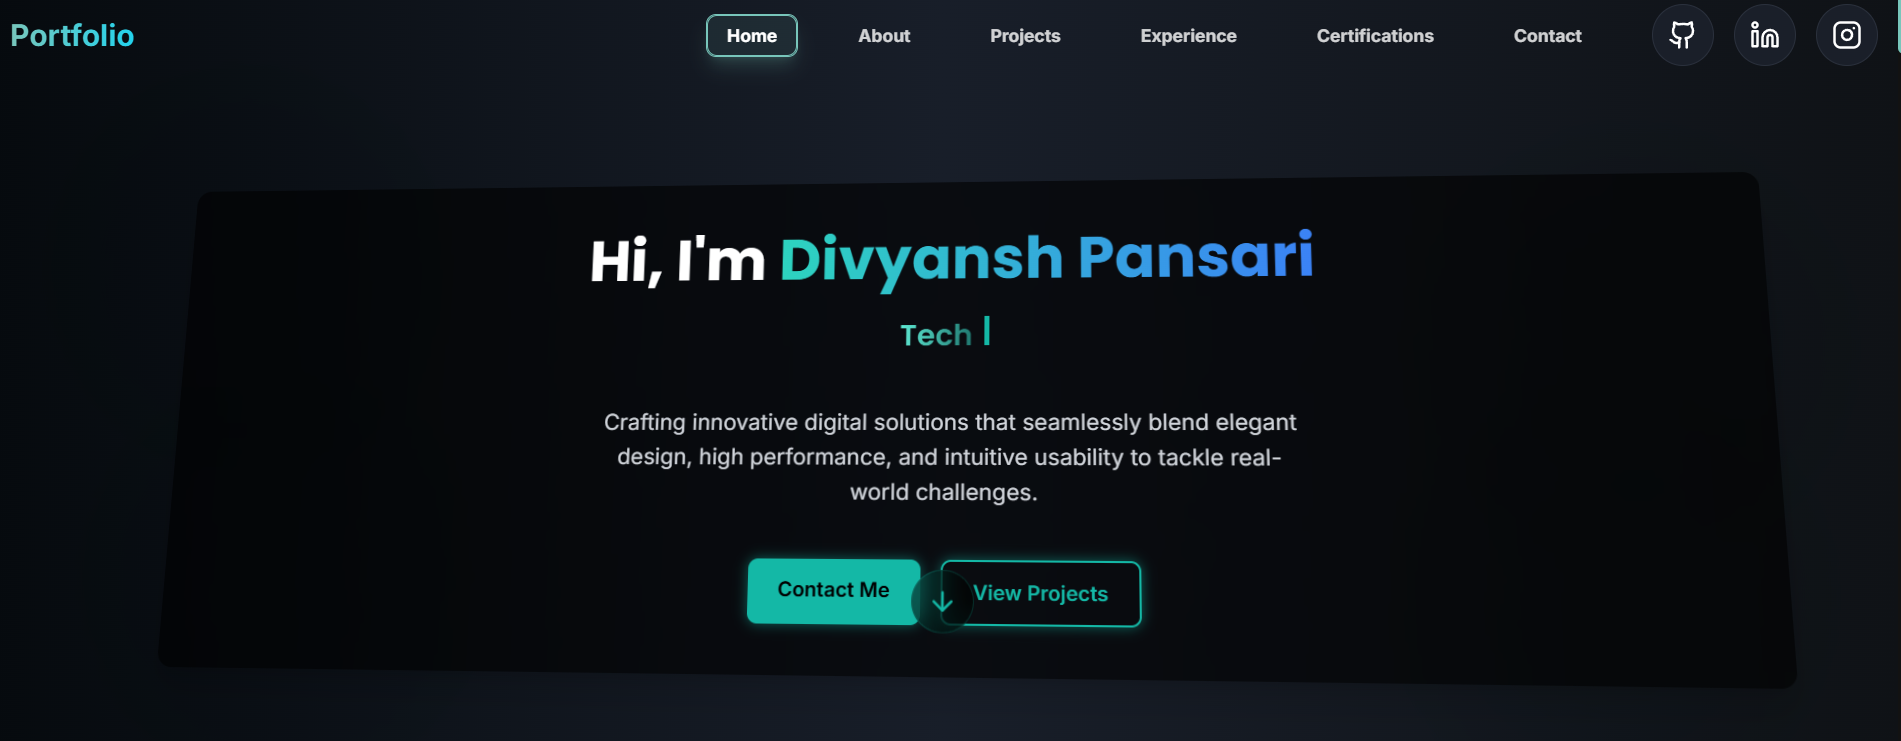 Portfolio
Home
About
Projects
Experience
Certifications
Contact
Hi, I'm Divyansh Pansari
Tech
Crafting innovative digital solutions that seamlessly blend elegant
design, high performance, and intuitive usability to tackle real-
world challenges.
Contact Me
View Projects